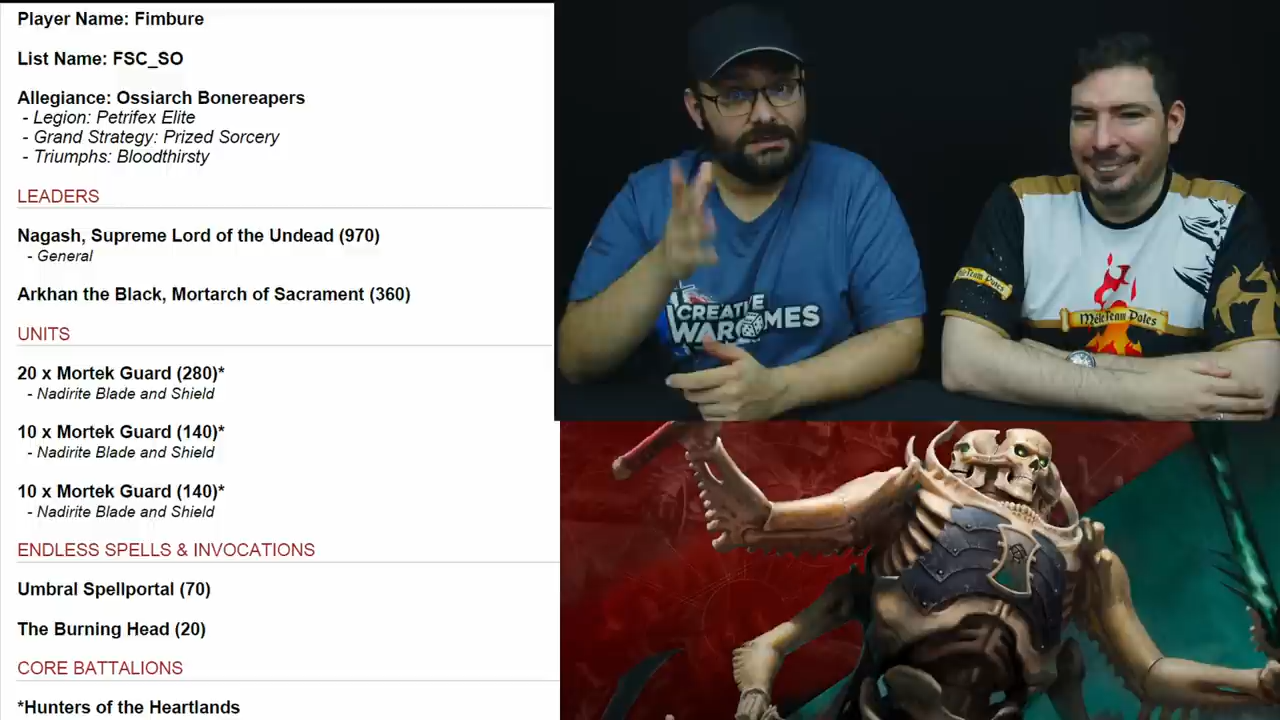 Player Name: Fimbure
List Name: FSC_SO
Allegiance: Ossiarch Bonereapers
- Legion: Petrifex Elite
- Grand Strategy: Prized Sorcery
- Triumphs: Bloodthirsty
LEADERS
Nagash, Supreme Lord of the Undead (970)
- General
Arkhan the Black, Mortarch of Sacrament (360)
UNITS
20 x Mortek Guard (280)*
- Nadirite Blade and Shield
10 x Mortek Guard (140)*
- Nadirite Blade and Shield
10 x Mortek Guard (140)*
- Nadirite Blade and Shield
ENDLESS SPELLS & INVOCATIONS
Umbral Spellportal (70)
The Burning Head (20)
CORE BATTALIONS
*Hunters of the Heartlands
CREATIVE
WARGAMES